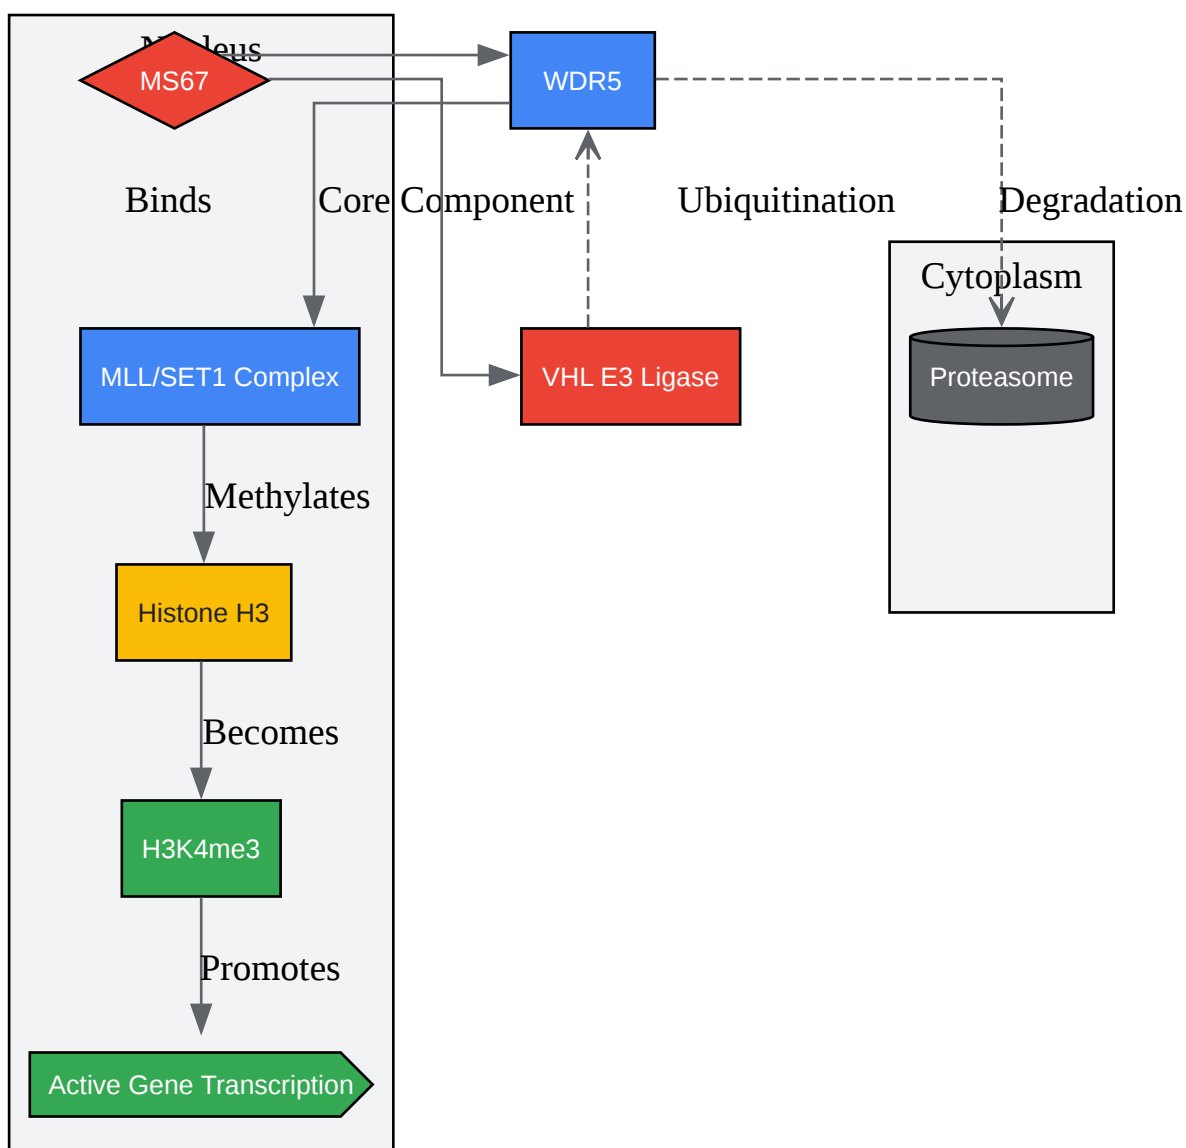 Nucleus
MS67
WDR5
Binds
Core Component
Ubiquitination
Degradation
Cytoplasm
MLL/SET1 Complex
VHL E3 Ligase
Proteasome
Methylates
Histone H3
Becomes
H3K4me3
Promotes
Active Gene Transcription